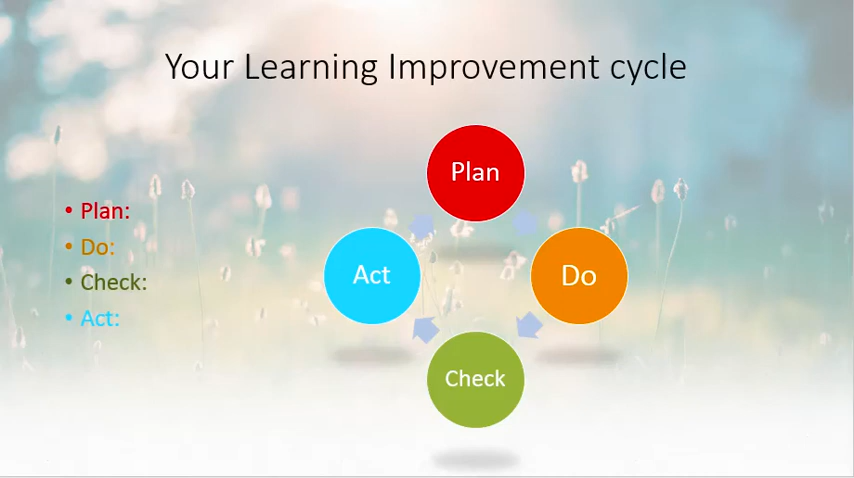 Your Learning Improvement cycle
• Plan:
• Do:
• Check:
• Act:
Plan
Act
Do
Check